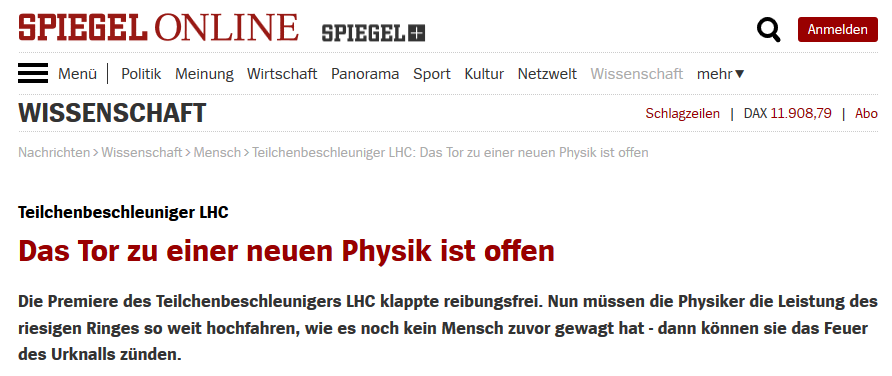 SPIEGEL ONLINE SPIEGEL+ Anmelden
Menü Politik Meinung Wirtschaft Panorama Sport Kultur Netzwelt Wissenschaft mehr▼
WISSENSCHAFT Schlagzeilen | DAX 11.908,79 | Abo
Nachrichten > Wissenschaft > Mensch > Teilchenbeschleuniger LHC: Das Tor zu einer neuen Physik ist offen
Teilchenbeschleuniger LHC
Das Tor zu einer neuen Physik ist offen
Die Premiere des Teilchenbeschleunigers LHC klappte reibungsfrei. Nun müssen die Physiker die Leistung des
riesigen Ringes so weit hochfahren, wie es noch kein Mensch zuvor gewagt hat - dann können sie das Feuer
des Urknalls zünden.